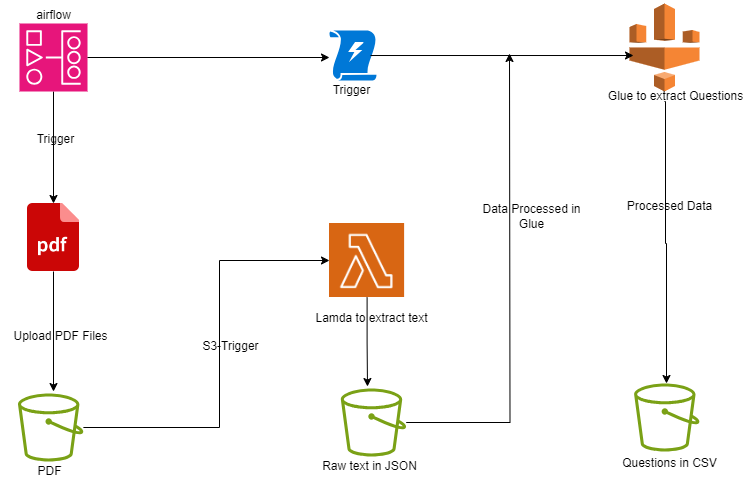 airflow
Trigger
Glue to extract Questions
Trigger
pdf
Data Processed in
Glue
Processed Data
Lamda to extract text
Upload PDF Files
S3-Trigger
PDF
Raw text in JSON
Questions in CSV